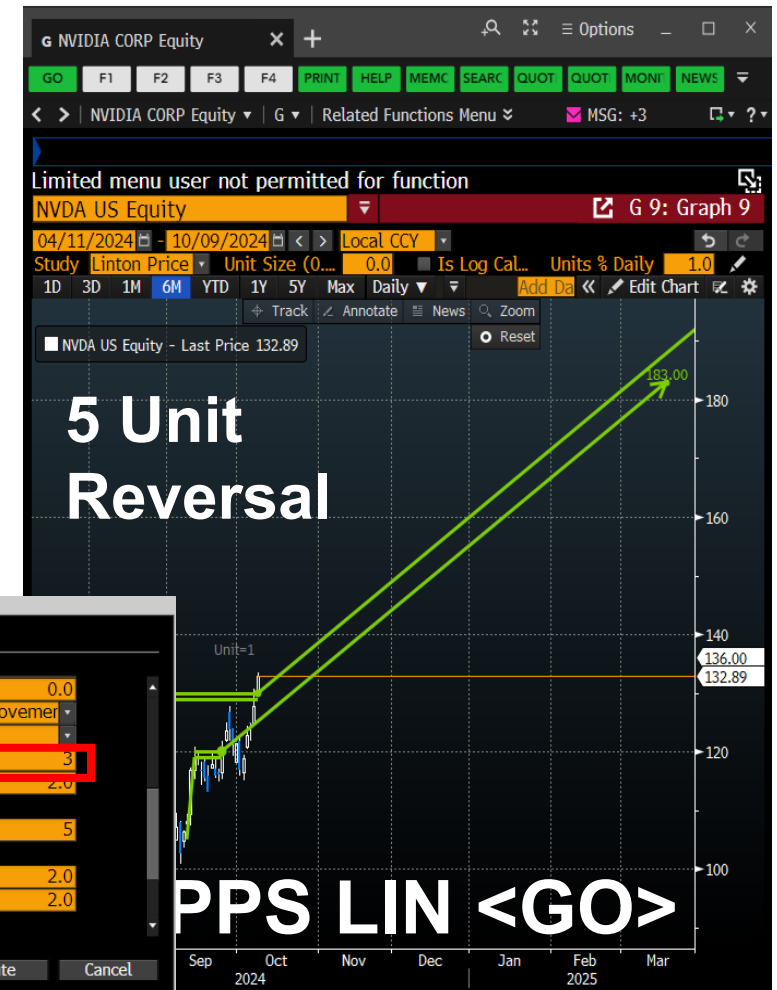 G NVIDIA CORP Equity × + Options _ □ ×
GO F1 F2 F3 F4 PRINT HELP MEMC SEARC QUOTI QUOTI MONIT NEWS
< > NVIDIA CORP Equity G Related Functions Menu MSG: +3 ?
Limited menu user not permitted for function
NVDA US Equity G 9: Graph 9
04/11/2024 - 10/09/2024 < > Local CCY
Study Linton Price Unit Size (0.... 0.0 Is Log Cal... Units % Daily 1.0
1D 3D 1M 6M YTD 1Y 5Y Max Daily Add Da « Edit Chart
Track Annotate News Zoom
NVDA US Equity - Last Price 132.89
Reset
183.00
180
5 Unit
Reversal
160
Unit=1
140
136.00
132.89
120
100
0.0
ovemer
3
2.0
5
2.0
2.0
Cancel
PPS LIN <GO>
Sep Oct Nov Dec Jan Feb Mar
2024 2025